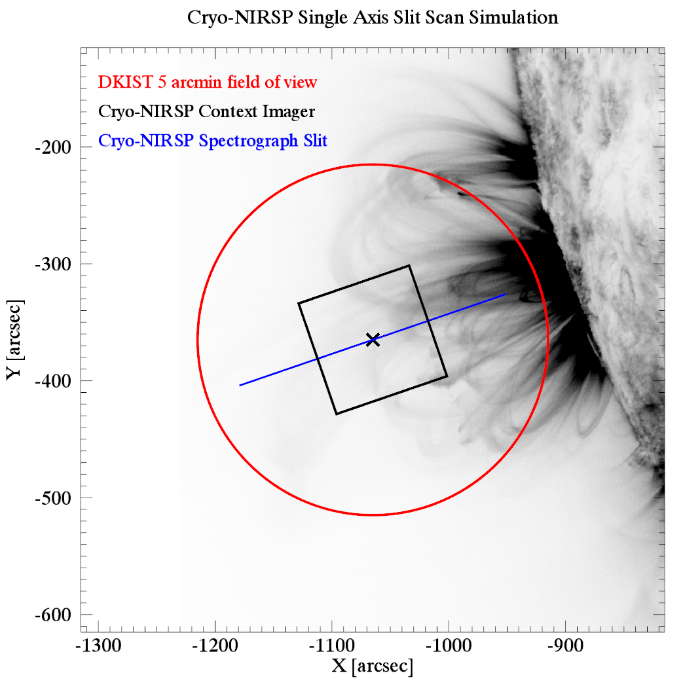 Cryo-NIRSP Single Axis Slit Scan Simulation
DKIST 5 arcmin field of view
Cryo-NIRSP Context Imager
Cryo-NIRSP Spectrograph Slit
-200
-300
-400
-500
-600
Y [arcsec]
-1300 -1200 -1100 -1000 -900
X [arcsec]